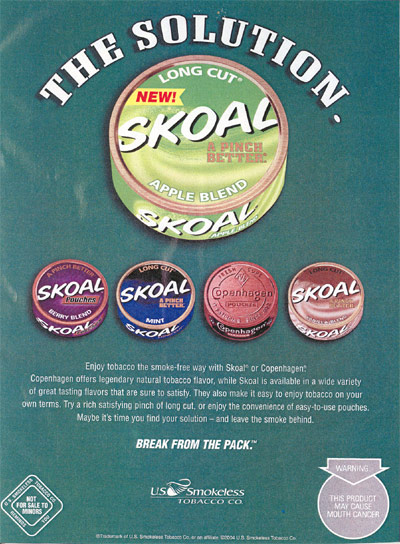 THE SOLUTION.
LONG CUT®
NEW!
SKOAL
A PINCH
BETTER.
APPLE BLEND
SKOAL
A PINCH BETTER
SKOAL
Pouches
BERRY BLEND
SKOAL
LONG CUT
SKOAL
A PINCH
BETTER.
MINT
SKOAL
FRESH
Copenhagen
Copenhagen
LONG CUT
SKOAL
SKOAL
Enjoy tobacco the smoke-free way with Skoal® or Copenhagen!
Copenhagen offers legendary natural tobacco flavor, while Skoal is available in a wide variety
of great tasting flavors that are sure to satisfy. They also make it easy to enjoy tobacco on your
own terms. Try a rich satisfying pinch of long cut, or enjoy the convenience of easy-to-use pouches.
Maybe it's time you find your solution – and leave the smoke behind.
BREAK FROM THE PACK.™
U.S. SMOKELESS TOBACCO CO.
NOT
FOR SALE TO
MINORS
US Smokeless
TOBACCO CO.
WARNING:
THIS PRODUCT
MAY CAUSE
MOUTH CANCER
®Trademark of U.S. Smokeless Tobacco Co. or an affiliate. ©2004 U.S. Smokeless Tobacco Co.